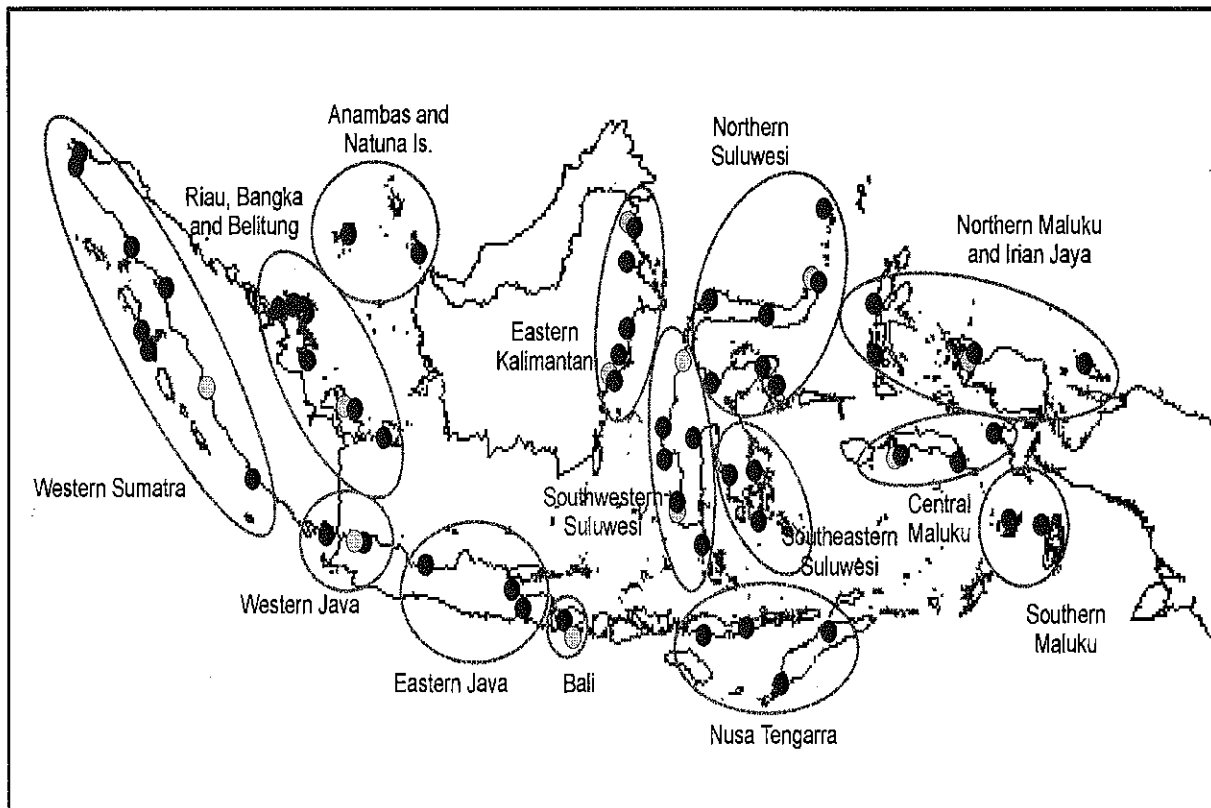 Anambas and
Natuna Is.
Northern
Suluwesi
Riau, Bangka
and Belitung
Northern Maluku
and Irian Jaya
Eastern
Kalimantan
Western Sumatra
Southwestern
Suluwesi
Central
Maluku
Southeastern
Suluwesi
Western Java
Southern
Maluku
Eastern Java
Bali
Nusa Tengarra